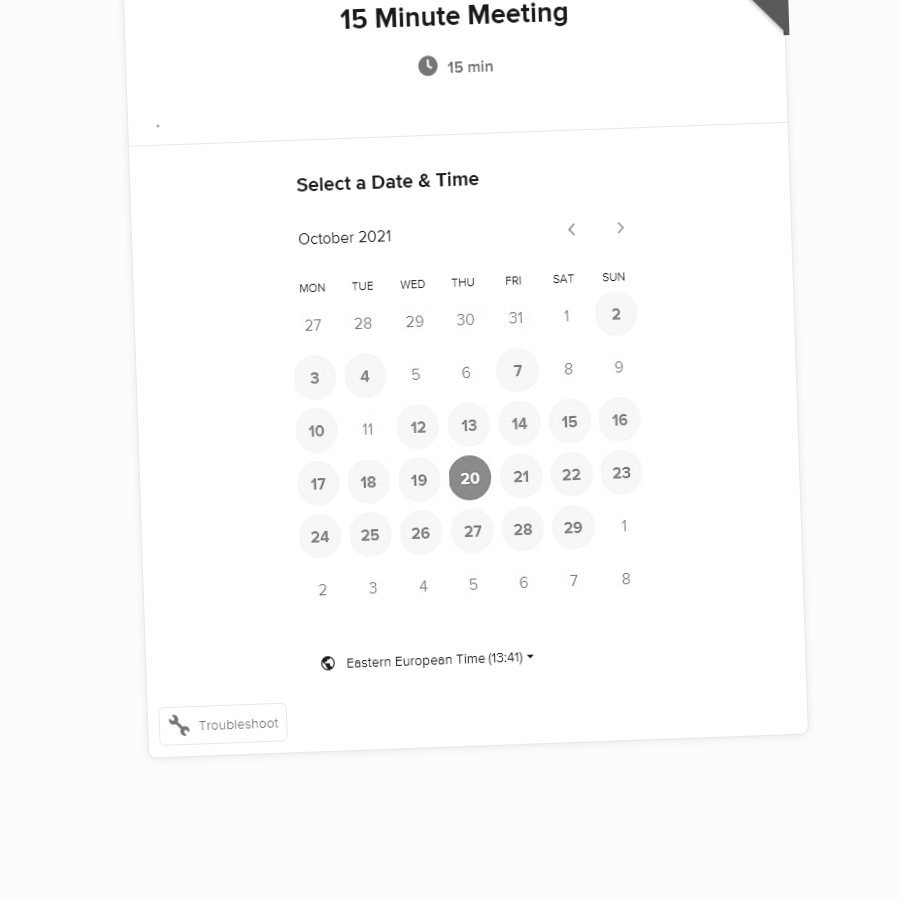 15 Minute Meeting
15 min
Select a Date & Time
October 2021
MON TUE WED THU FRI SAT SUN
27 28 29 30 31 1 2
3 4 5 6 7 8 9
10 11 12 13 14 15 16
17 18 19 20 21 22 23
24 25 26 27 28 29 1
2 3 4 5 6 7 8
Eastern European Time (13:41)
Troubleshoot